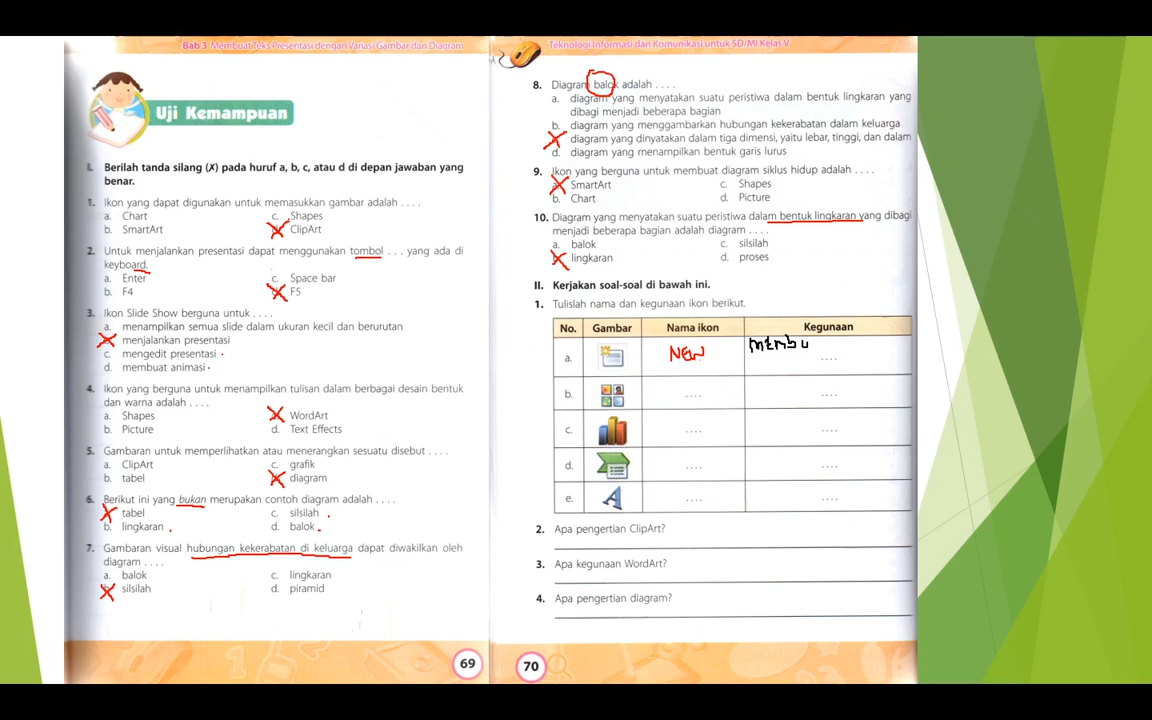 Bab 3 Membuat Teks Presentasi dengan Variasi Gambar dan Diagram
Uji Kemampuan
I. Berilah tanda silang (✗) pada huruf a, b, c, atau d di depan jawaban yang
benar.
1. Ikon yang dapat digunakan untuk memasukkan gambar adalah . . . .
a. Chart c. Shapes
b. SmartArt d. ClipArt
2. Untuk menjalankan presentasi dapat menggunakan tombol . . . yang ada di
keyboard.
a. Enter c. Space bar
b. F4 d. F5
3. Ikon Slide Show berguna untuk . . . .
a. menampilkan semua slide dalam ukuran kecil dan berurutan
b. menjalankan presentasi
c. mengedit presentasi
d. membuat animasi
4. Ikon yang berguna untuk menampilkan tulisan dalam berbagai desain bentuk
dan warna adalah . . . .
a. Shapes c. WordArt
b. Picture d. Text Effects
5. Gambaran untuk memperlihatkan atau menerangkan sesuatu disebut . . . .
a. ClipArt c. grafik
b. tabel d. diagram
6. Berikut ini yang bukan merupakan contoh diagram adalah . . . .
a. tabel c. silsilah
b. lingkaran d. balok
7. Gambaran visual hubungan kekerabatan di keluarga dapat diwakilkan oleh
diagram . . . .
a. balok c. lingkaran
b. silsilah d. piramid
69
Teknologi Informasi dan Komunikasi untuk SD/MI Kelas V
8. Diagram balok adalah . . . .
a. diagram yang menyatakan suatu peristiwa dalam bentuk lingkaran yang
dibagi menjadi beberapa bagian
b. diagram yang menggambarkan hubungan kekerabatan dalam keluarga
c. diagram yang dinyatakan dalam tiga dimensi, yaitu lebar, tinggi, dan dalam
d. diagram yang menampilkan bentuk garis lurus
9. Ikon yang berguna untuk membuat diagram siklus hidup adalah . . . .
a. SmartArt c. Shapes
b. Chart d. Picture
10. Diagram yang menyatakan suatu peristiwa dalam bentuk lingkaran yang dibagi
menjadi beberapa bagian adalah diagram . . . .
a. balok c. silsilah
b. lingkaran d. proses
II. Kerjakan soal-soal di bawah ini.
1. Tulislah nama dan kegunaan ikon berikut.
No. Gambar Nama ikon Kegunaan
a. NEW membu . . . .
b. . . . . . . . .
c. . . . . . . . .
d. . . . . . . . .
e. . . . . . . . .
2. Apa pengertian ClipArt?
3. Apa kegunaan WordArt?
4. Apa pengertian diagram?
70